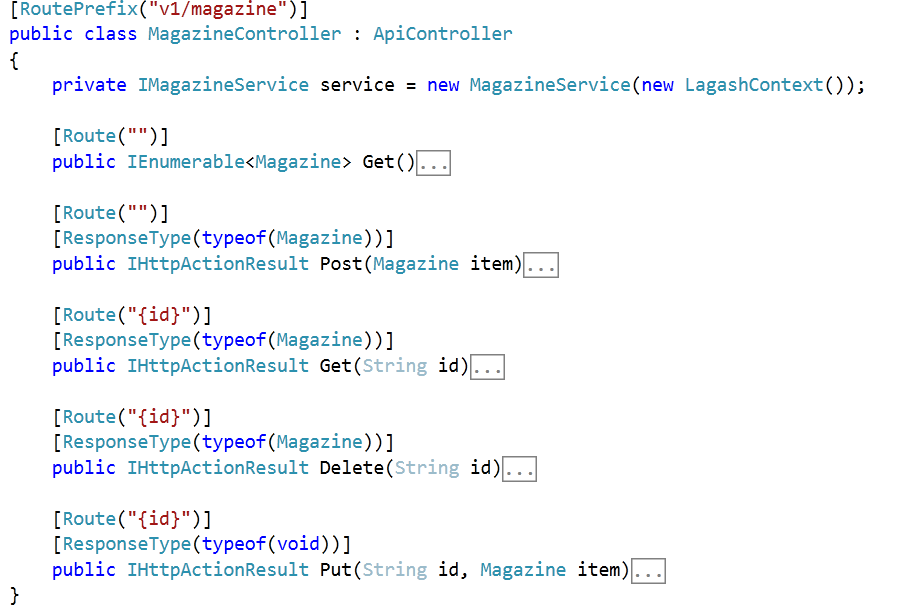 [RoutePrefix("v1/magazine")]
public class MagazineController : ApiController
{
    private IMagazineService service = new MagazineService(new LagashContext());

    [Route("")]
    public IEnumerable<Magazine> Get()...

    [Route("")]
    [ResponseType(typeof(Magazine))]
    public IHttpActionResult Post(Magazine item)...

    [Route("{id}")]
    [ResponseType(typeof(Magazine))]
    public IHttpActionResult Get(String id)...

    [Route("{id}")]
    [ResponseType(typeof(Magazine))]
    public IHttpActionResult Delete(String id)...

    [Route("{id}")]
    [ResponseType(typeof(void))]
    public IHttpActionResult Put(String id, Magazine item)...
}